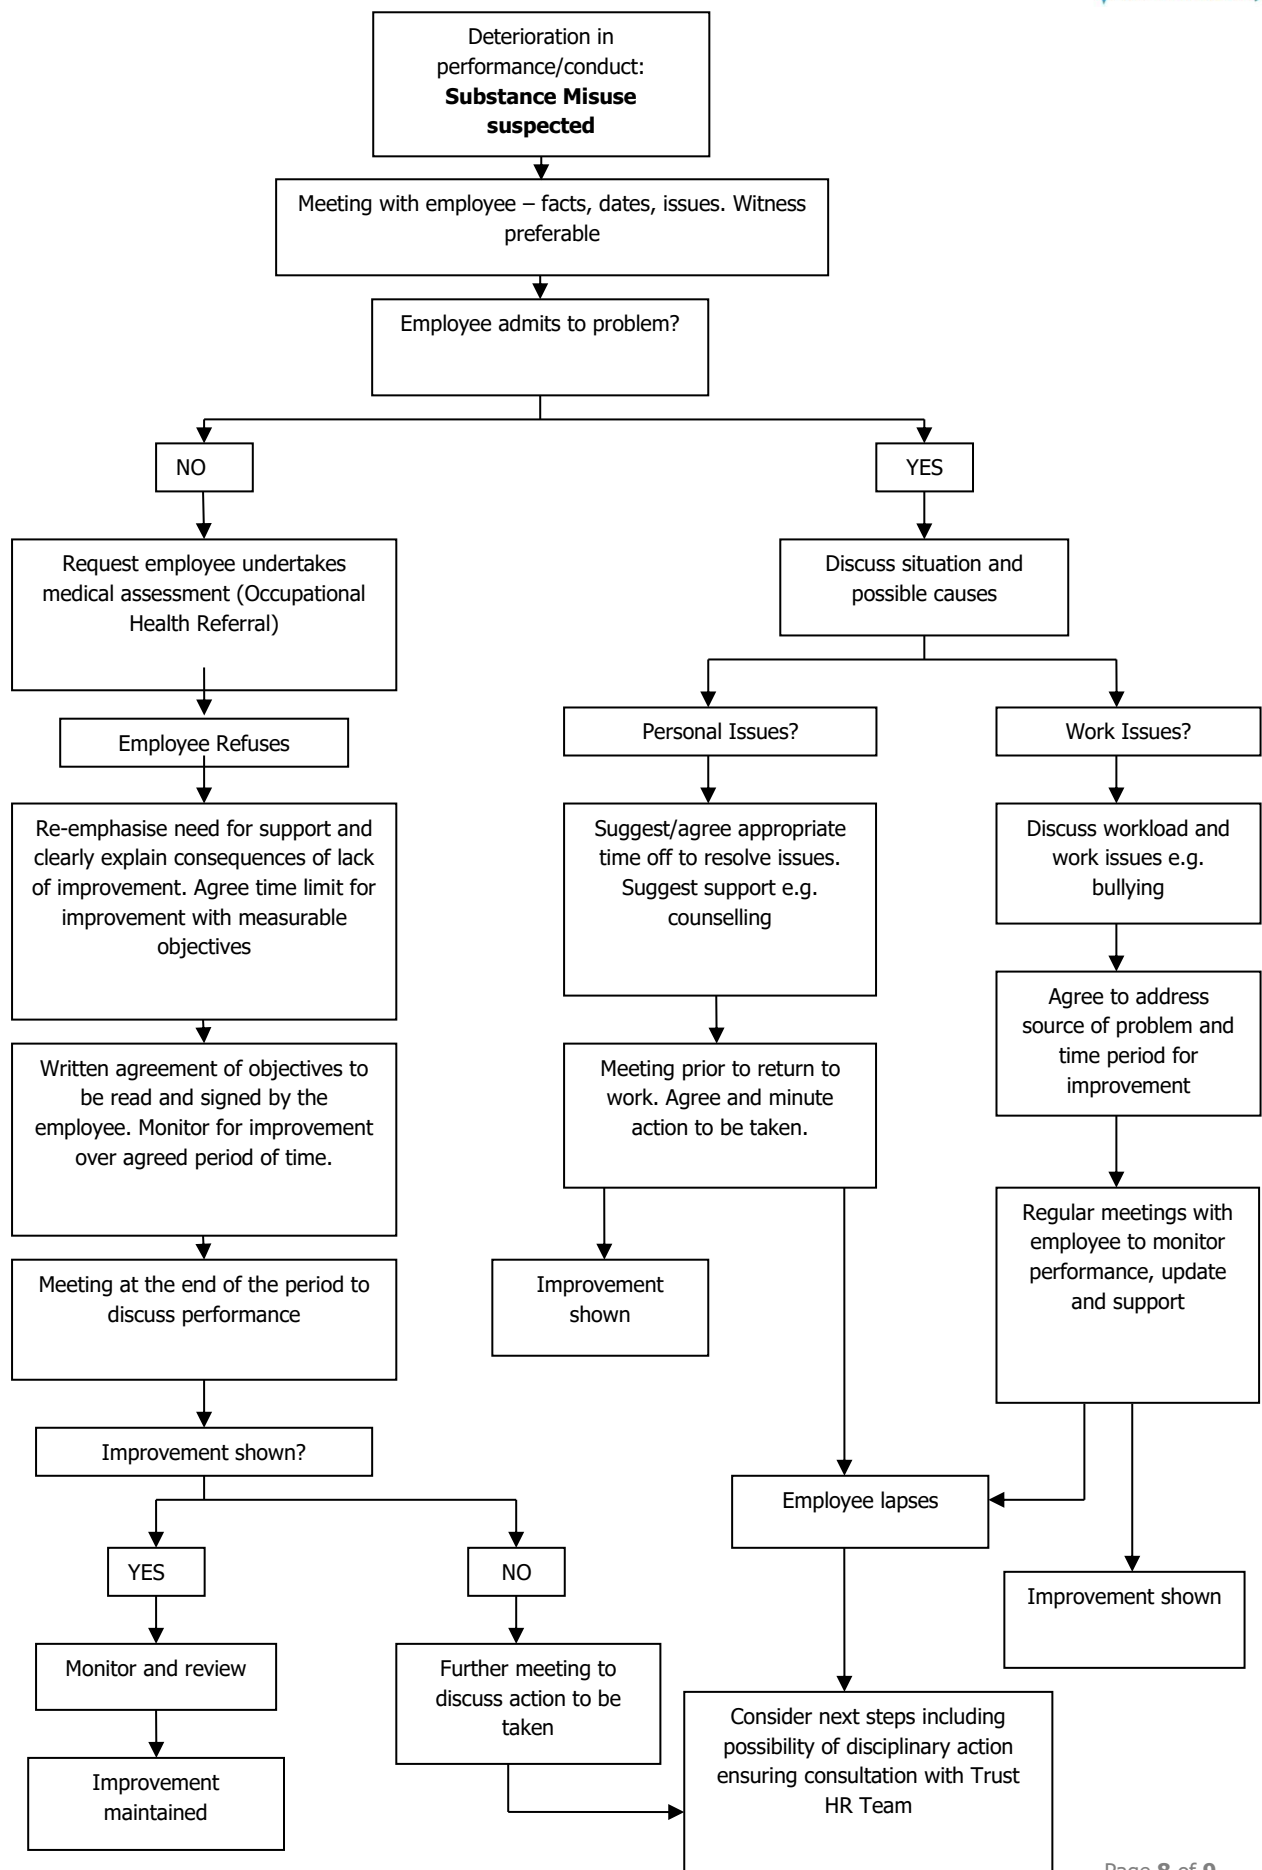 Deterioration in
performance/conduct:
Substance Misuse
suspected
Meeting with employee – facts, dates, issues. Witness
preferable
Employee admits to problem?
NO
YES
Request employee undertakes
medical assessment (Occupational
Health Referral)
Discuss situation and
possible causes
Employee Refuses
Personal Issues?
Work Issues?
Re-emphasise need for support and
clearly explain consequences of lack
of improvement. Agree time limit for
improvement with measurable
objectives
Suggest/agree appropriate
time off to resolve issues.
Suggest support e.g.
counselling
Discuss workload and
work issues e.g.
bullying
Agree to address
source of problem and
time period for
improvement
Written agreement of objectives to
be read and signed by the
employee. Monitor for improvement
over agreed period of time.
Meeting prior to return to
work. Agree and minute
action to be taken.
Regular meetings with
employee to monitor
performance, update
and support
Meeting at the end of the period to
discuss performance
Improvement
shown
Improvement shown?
Employee lapses
YES
NO
Improvement shown
Monitor and review
Further meeting to
discuss action to be
taken
Consider next steps including
possibility of disciplinary action
ensuring consultation with Trust
HR Team
Improvement
maintained
Page 8 of 9